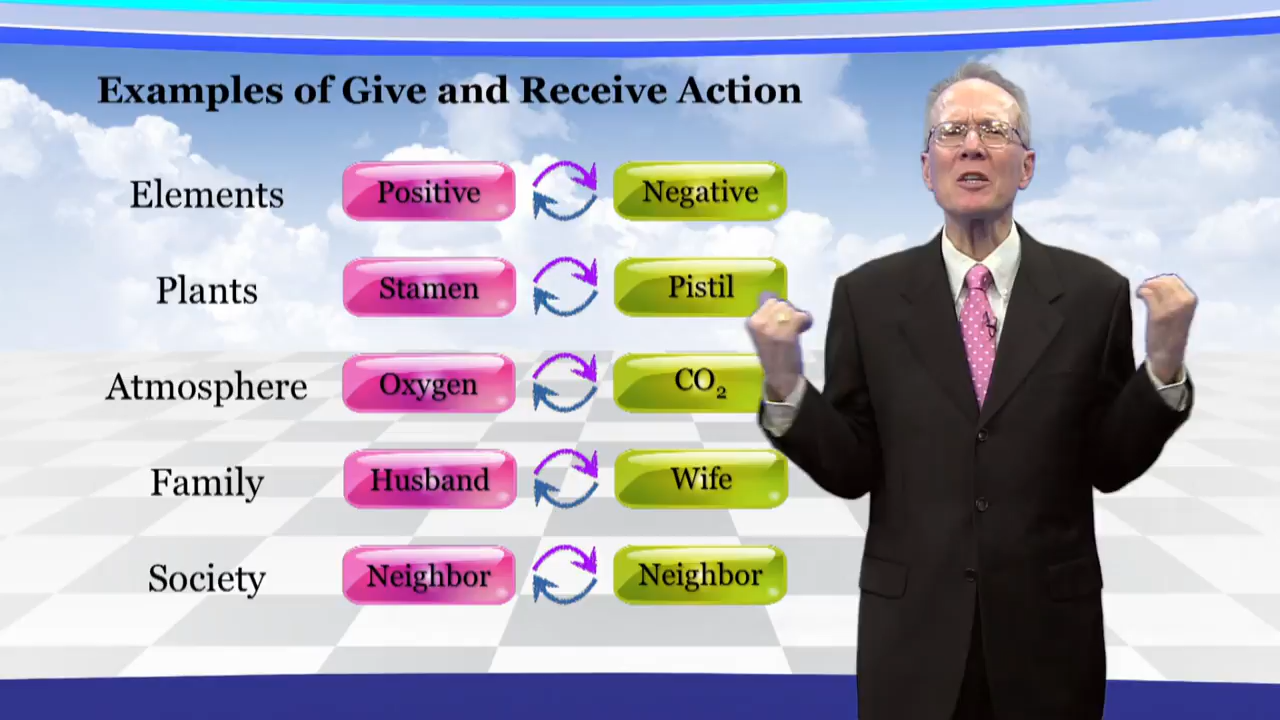 Examples of Give and Receive Action
Elements Positive Negative
Plants Stamen Pistil
Atmosphere Oxygen CO₂
Family Husband Wife
Society Neighbor Neighbor